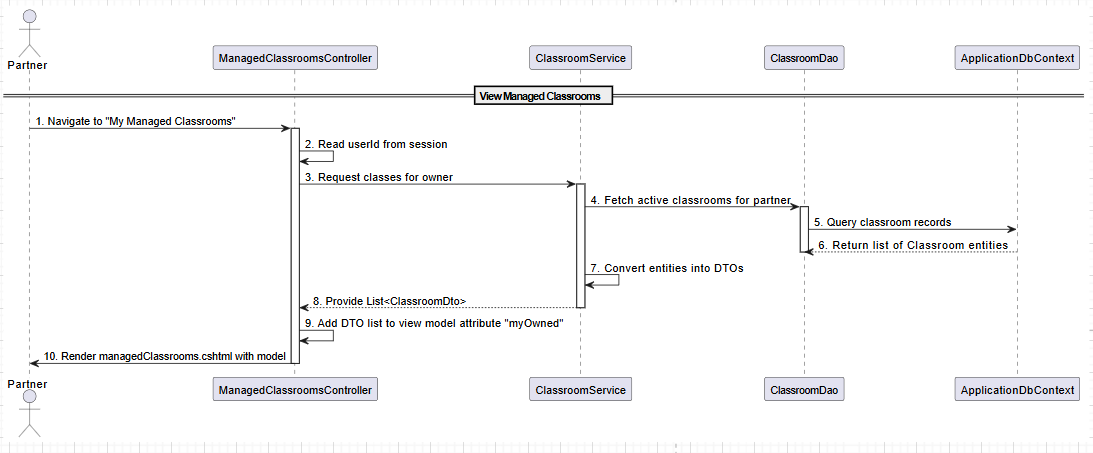 Partner
ManagedClassroomsController
ClassroomService
ClassroomDao
ApplicationDbContext
View Managed Classrooms
1. Navigate to "My Managed Classrooms"
2. Read userId from session
3. Request classes for owner
4. Fetch active classrooms for partner
5. Query classroom records
6. Return list of Classroom entities
7. Convert entities into DTOs
8. Provide List<ClassroomDto>
9. Add DTO list to view model attribute "myOwned"
10. Render managedClassrooms.cshtml with model
Partner
ManagedClassroomsController
ClassroomService
ClassroomDao
ApplicationDbContext